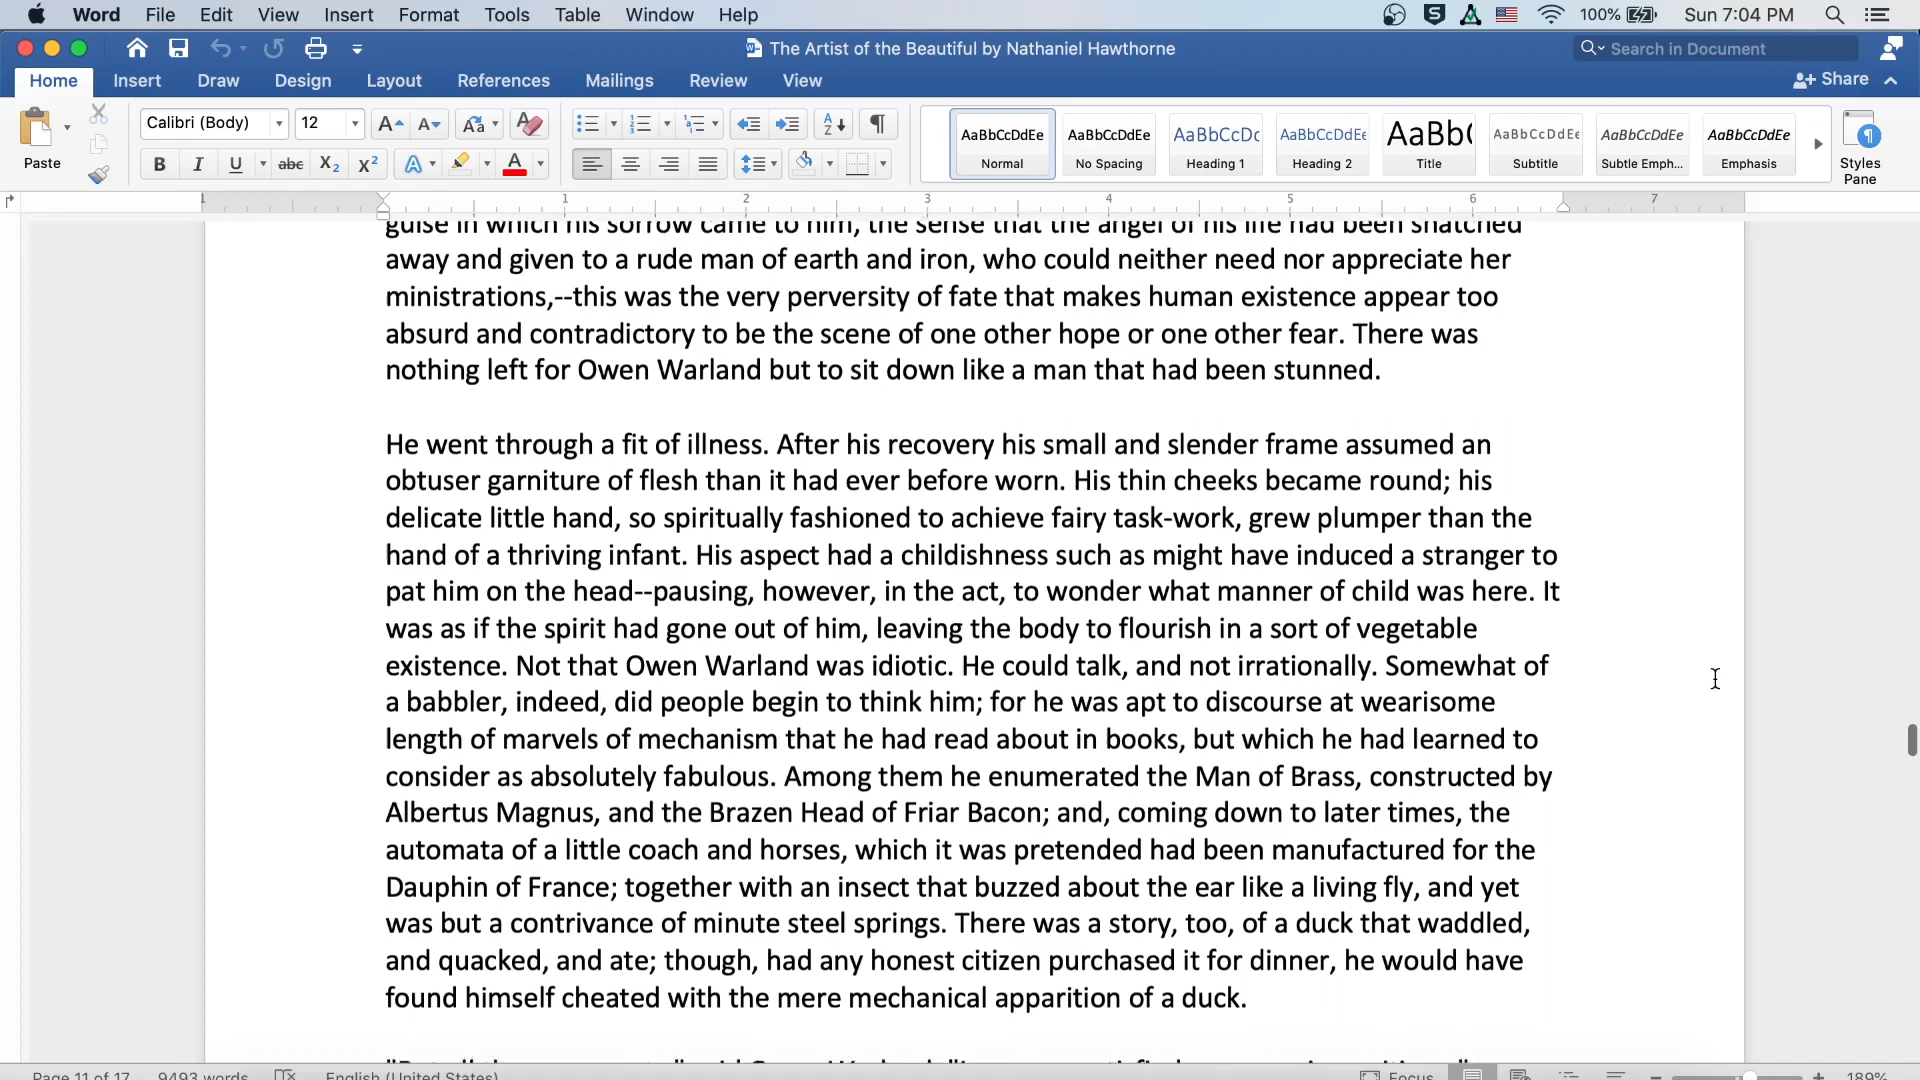 Word File Edit View Insert Format Tools Table Window Help 100% Sun 7:04 PM
The Artist of the Beautiful by Nathaniel Hawthorne Search in Document
Home Insert Draw Design Layout References Mailings Review View Share
Calibri (Body) 12 AaBbCcDdEe AaBbCcDdEe AaBbCcDc AaBbCcDdEe AaBb( AaBbCcDdEe AaBbCcDdEe AaBbCcDdEe
Paste Normal No Spacing Heading 1 Heading 2 Title Subtitle Subtle Emph... Emphasis Styles Pane
1 1 2 3 4 5 6 7
guise in which his sorrow came to him, the sense that the angel of his life had been snatched
away and given to a rude man of earth and iron, who could neither need nor appreciate her
ministrations,--this was the very perversity of fate that makes human existence appear too
absurd and contradictory to be the scene of one other hope or one other fear. There was
nothing left for Owen Warland but to sit down like a man that had been stunned.
He went through a fit of illness. After his recovery his small and slender frame assumed an
obtuser garniture of flesh than it had ever before worn. His thin cheeks became round; his
delicate little hand, so spiritually fashioned to achieve fairy task-work, grew plumper than the
hand of a thriving infant. His aspect had a childishness such as might have induced a stranger to
pat him on the head--pausing, however, in the act, to wonder what manner of child was here. It
was as if the spirit had gone out of him, leaving the body to flourish in a sort of vegetable
existence. Not that Owen Warland was idiotic. He could talk, and not irrationally. Somewhat of
a babbler, indeed, did people begin to think him; for he was apt to discourse at wearisome
length of marvels of mechanism that he had read about in books, but which he had learned to
consider as absolutely fabulous. Among them he enumerated the Man of Brass, constructed by
Albertus Magnus, and the Brazen Head of Friar Bacon; and, coming down to later times, the
automata of a little coach and horses, which it was pretended had been manufactured for the
Dauphin of France; together with an insect that buzzed about the ear like a living fly, and yet
was but a contrivance of minute steel springs. There was a story, too, of a duck that waddled,
and quacked, and ate; though, had any honest citizen purchased it for dinner, he would have
found himself cheated with the mere mechanical apparition of a duck.
Page 11 of 17 9493 words English (United States) Focus 189%